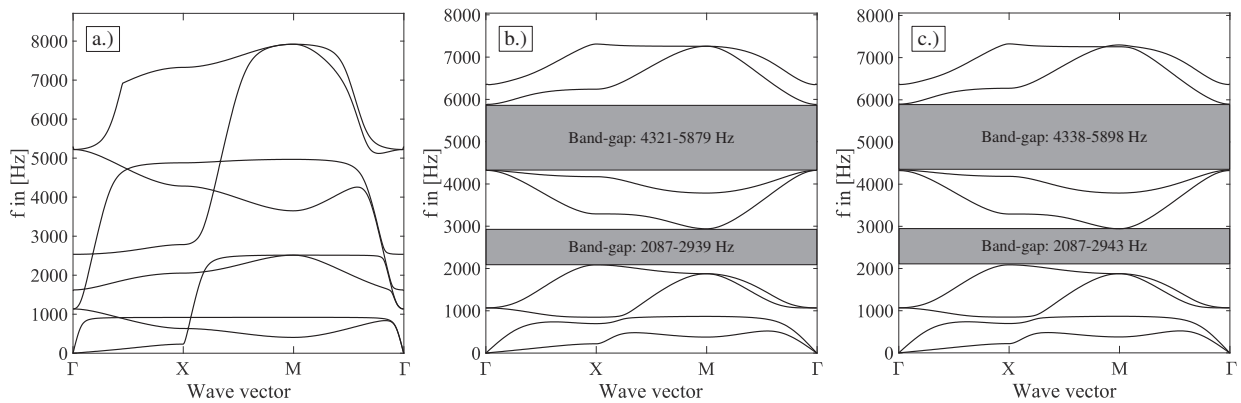 a.)
8000
7000
6000
5000
4000
3000
2000
1000
0
f in [Hz]
Γ X M Γ
Wave vector
b.)
8000
7000
6000
5000
4000
3000
2000
1000
0
f in [Hz]
Band-gap: 4321-5879 Hz
Band-gap: 2087-2939 Hz
Γ X M Γ
Wave vector
c.)
8000
7000
6000
5000
4000
3000
2000
1000
0
f in [Hz]
Band-gap: 4338-5898 Hz
Band-gap: 2087-2943 Hz
Γ X M Γ
Wave vector